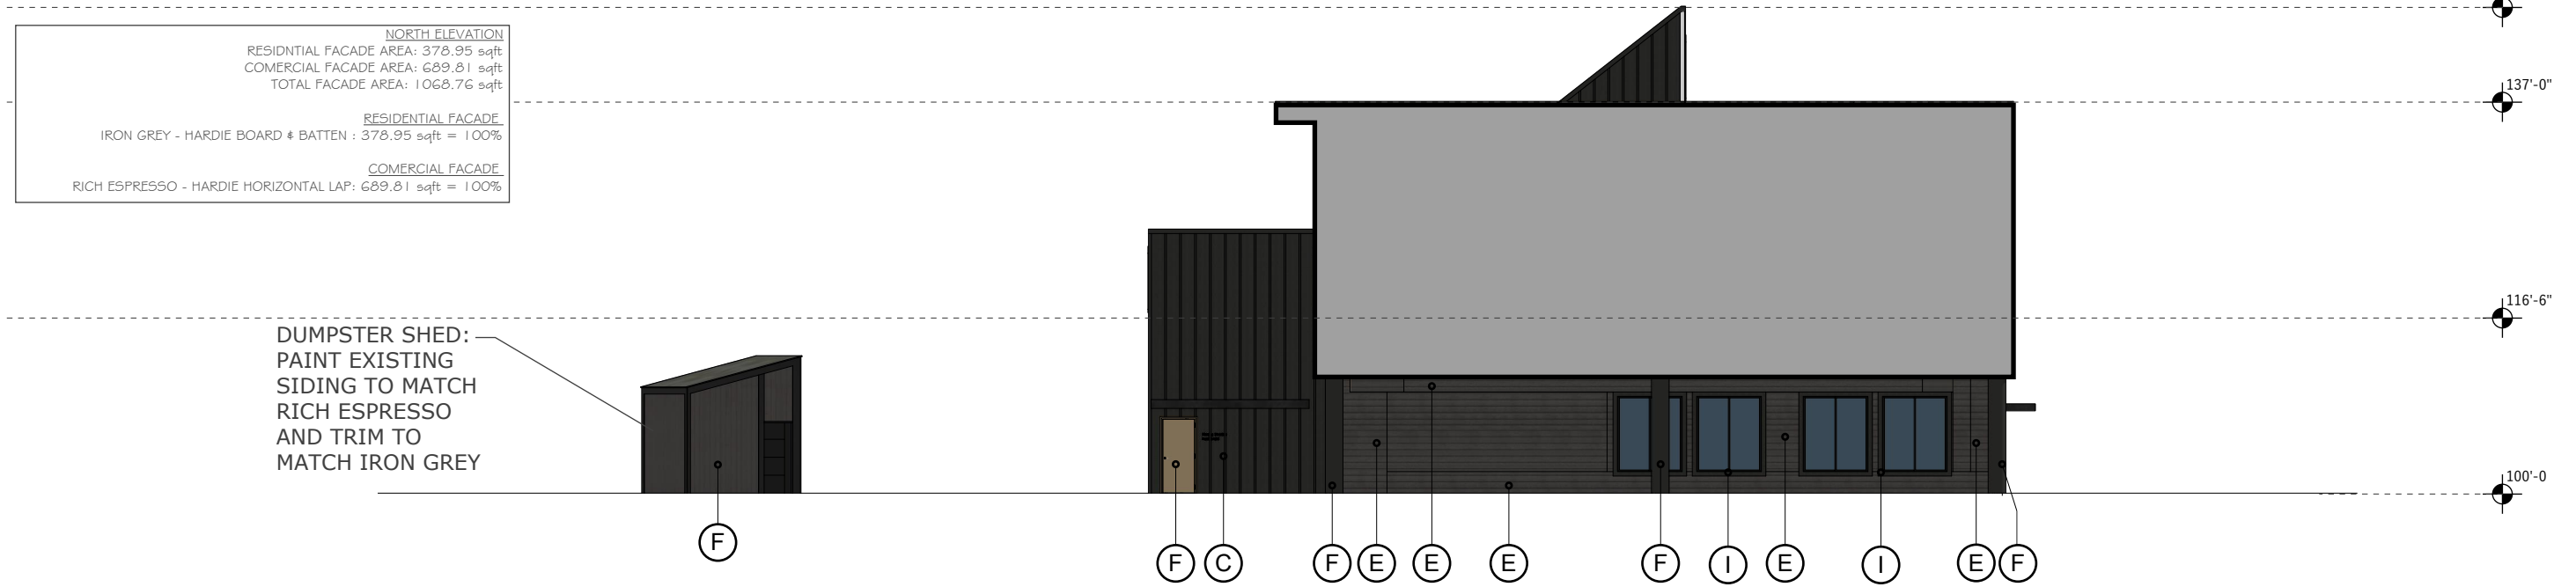 NORTH ELEVATION
RESIDNTIAL FACADE AREA: 378.95 sqft
COMERCIAL FACADE AREA: 689.81 sqft
TOTAL FACADE AREA: 1068.76 sqft
RESIDENTIAL FACADE
IRON GREY - HARDIE BOARD & BATTEN : 378.95 sqft = 100%
COMERCIAL FACADE
RICH ESPRESSO - HARDIE HORIZONTAL LAP: 689.81 sqft = 100%
137'-0"
116'-6"
DUMPSTER SHED:
PAINT EXISTING
SIDING TO MATCH
RICH ESPRESSO
AND TRIM TO
MATCH IRON GREY
100'-0
F
F C F E E E F I E I E F